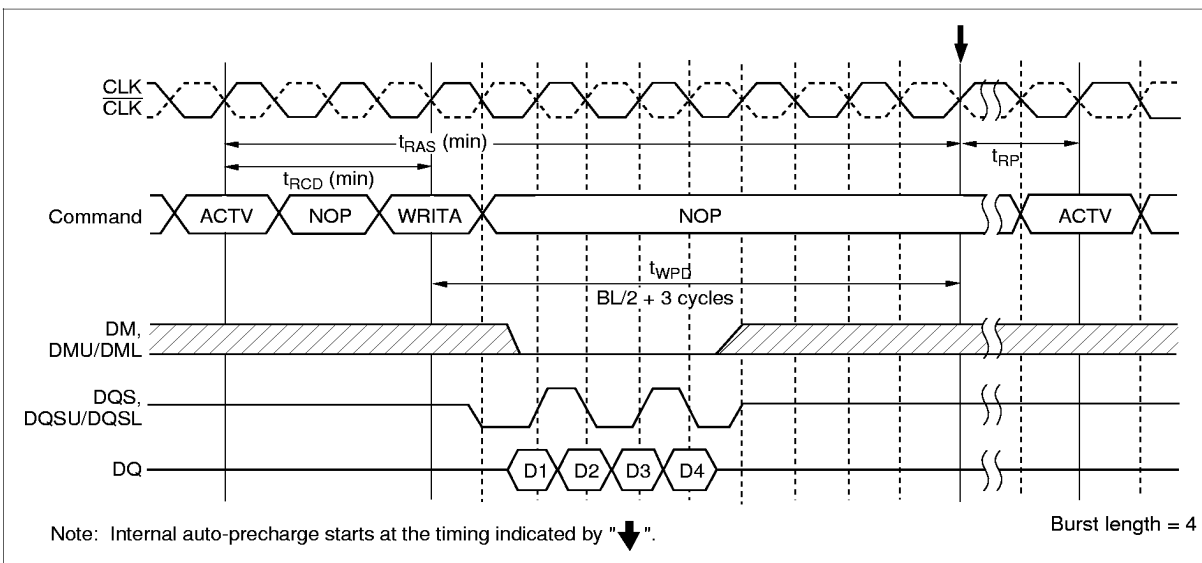 CLK
CLK
tRAS (min)
tRP
tRCD (min)
Command ACTV NOP WRITA NOP ACTV
tWPD
BL/2 + 3 cycles
DM,
DMU/DML
DQS,
DQSU/DQSL
DQ D1 D2 D3 D4
Note: Internal auto-precharge starts at the timing indicated by " ".
Burst length = 4